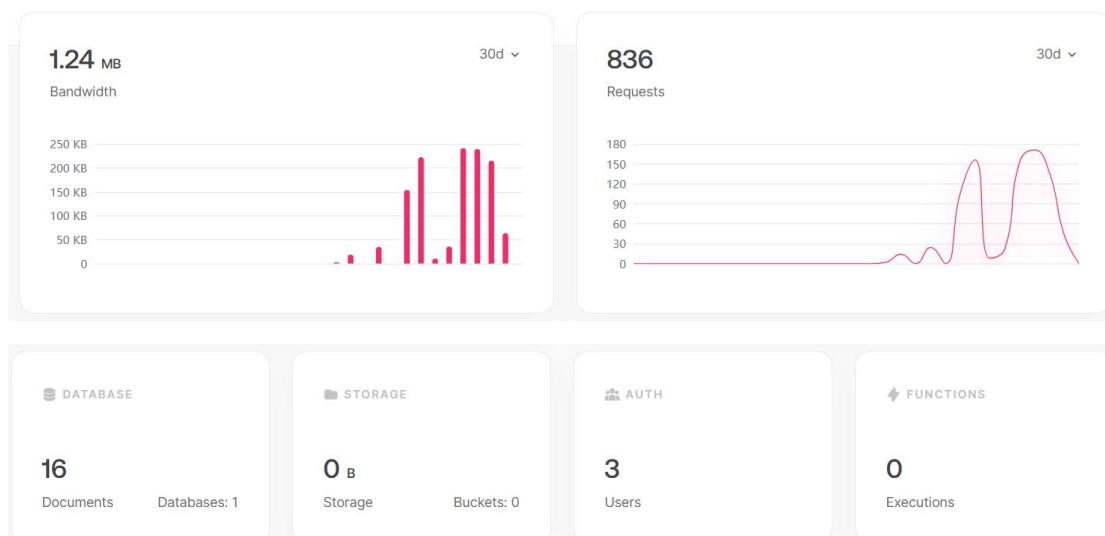 1.24 MB
30d
Bandwidth
250 KB
200 KB
150 KB
100 KB
50 KB
0
836
30d
Requests
180
150
120
90
60
30
0
DATABASE
16
Documents
Databases: 1
STORAGE
0 B
Storage
Buckets: 0
AUTH
3
Users
FUNCTIONS
0
Executions